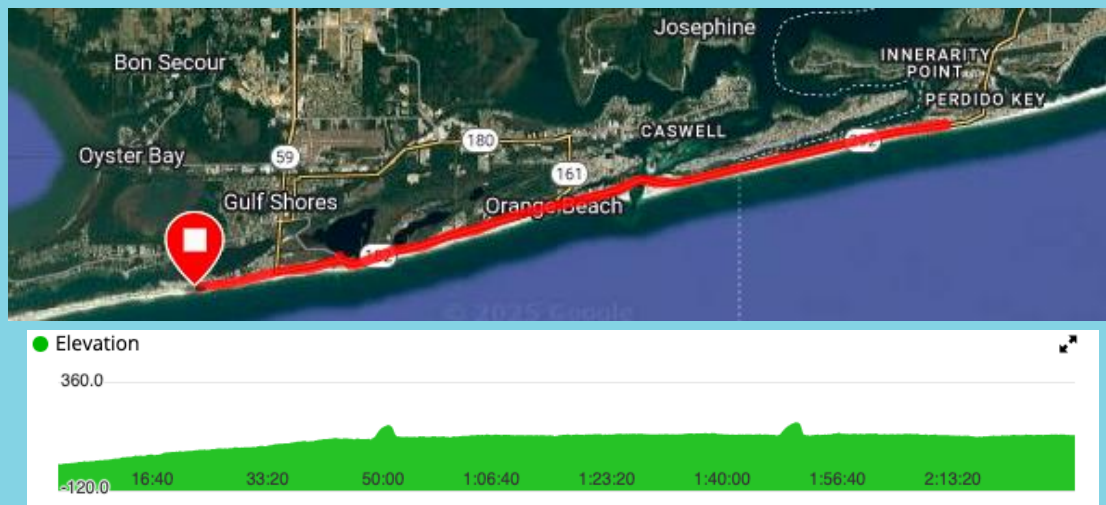 Josephine
Bon Secour
INNERARITY
POINT
PERDIDO KEY
CASWELL
180
Oyster Bay
59
161
Gulf Shores
Orange Beach
© 2025 Google
Elevation
360.0
-120.0
16:40 33:20 50:00 1:06:40 1:23:20 1:40:00 1:56:40 2:13:20